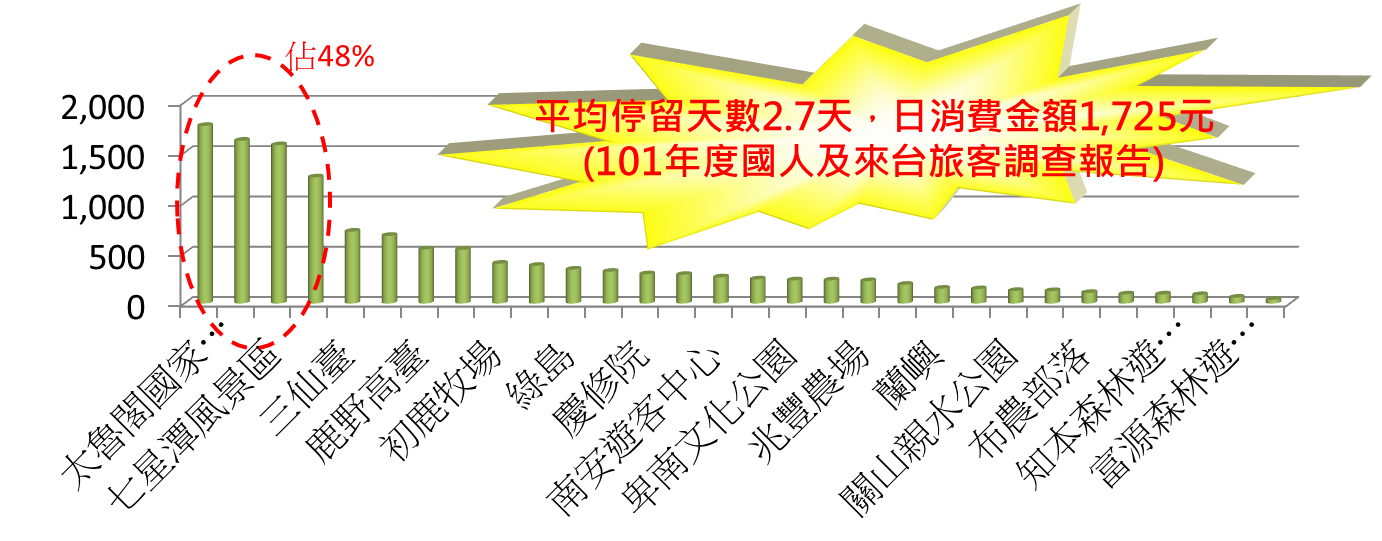 佔48%
平均停留天數2.7天，日消費金額1,725元
(101年度國人及來台旅客調查報告)
2,000
1,500
1,000
500
0
太魯閣國家…
七星潭風景區
三仙臺
鹿野高臺
初鹿牧場
綠島
慶修院
南安遊客中心
卑南文化公園
兆豐農場
蘭嶼
關山親水公園
布農部落
知本森林遊…
富源森林遊…